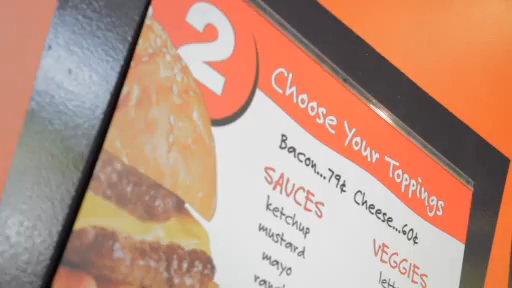 2
Choose Your Toppings
Bacon...79¢ Cheese...60¢
SAUCES
ketchup
mustard
mayo
VEGGIES